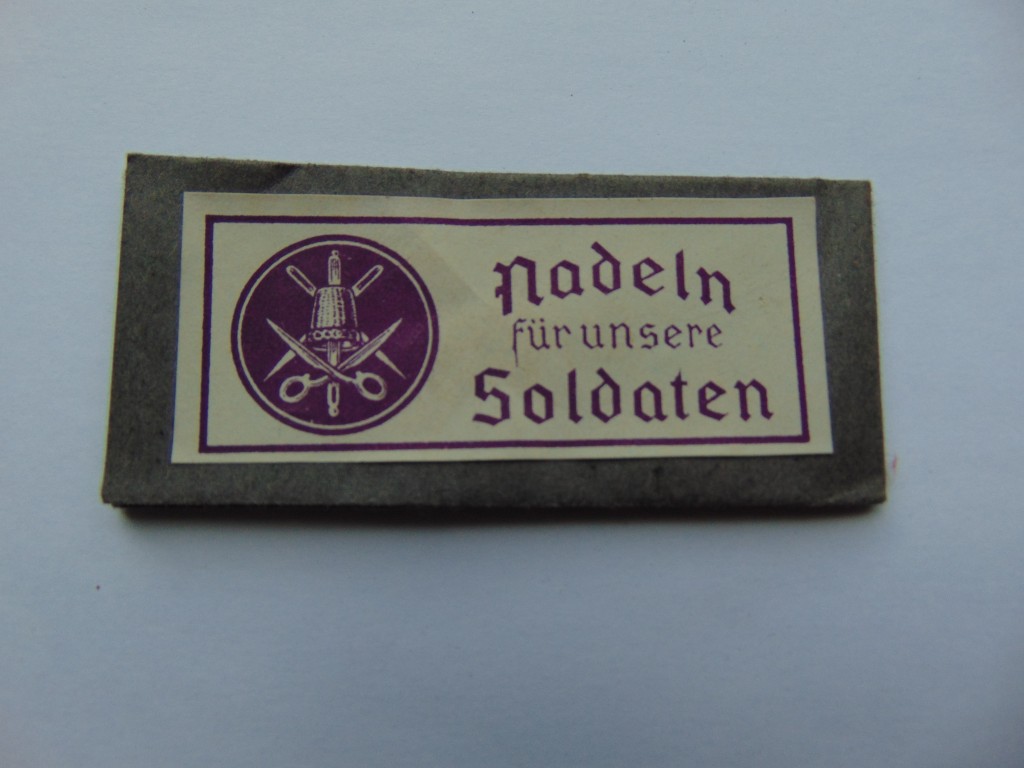 Nadeln
für unsere
Soldaten